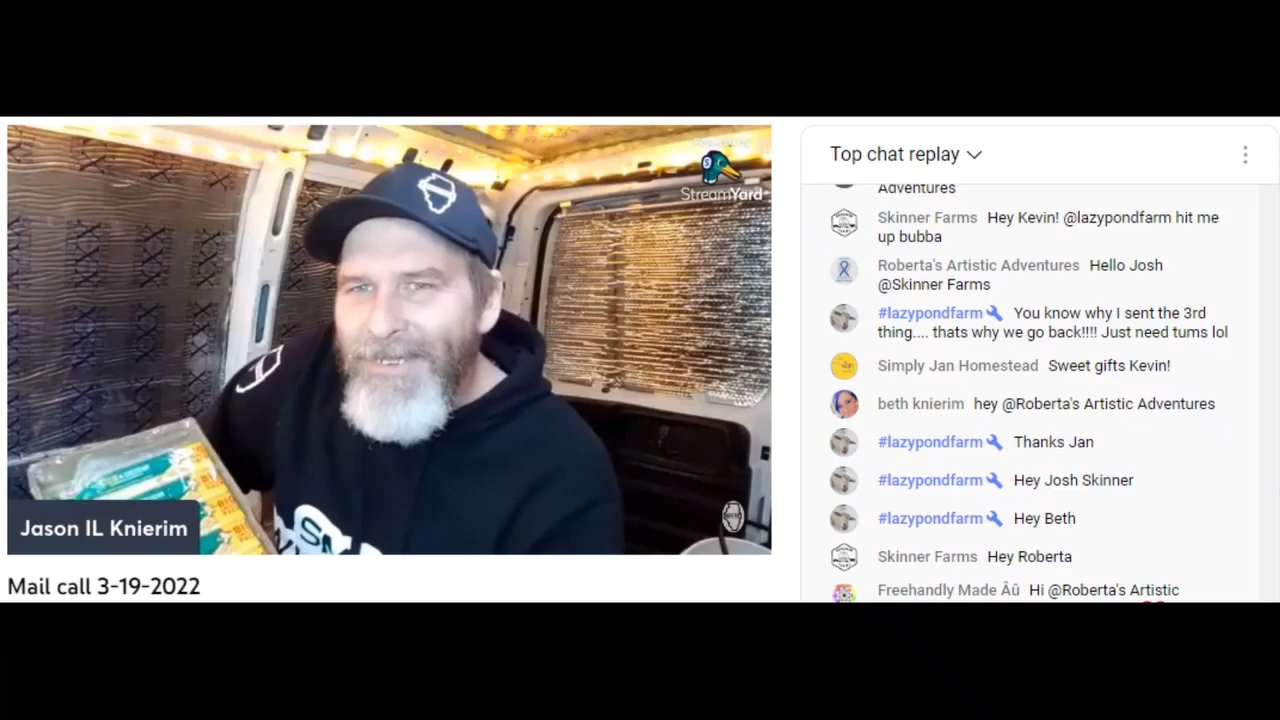 StreamYard
Jason IL Knierim
Mail call 3-19-2022
Top chat replay
Adventures
Skinner Farms Hey Kevin! @lazypondfarm hit me
up bubba
Roberta's Artistic Adventures Hello Josh
@Skinner Farms
#lazypondfarm You know why I sent the 3rd
thing.... thats why we go back!!!! Just need tums lol
Simply Jan Homestead Sweet gifts Kevin!
beth knierim hey @Roberta's Artistic Adventures
#lazypondfarm Thanks Jan
#lazypondfarm Hey Josh Skinner
#lazypondfarm Hey Beth
Skinner Farms Hey Roberta
Freehandly Made Âû Hi @Roberta's Artistic